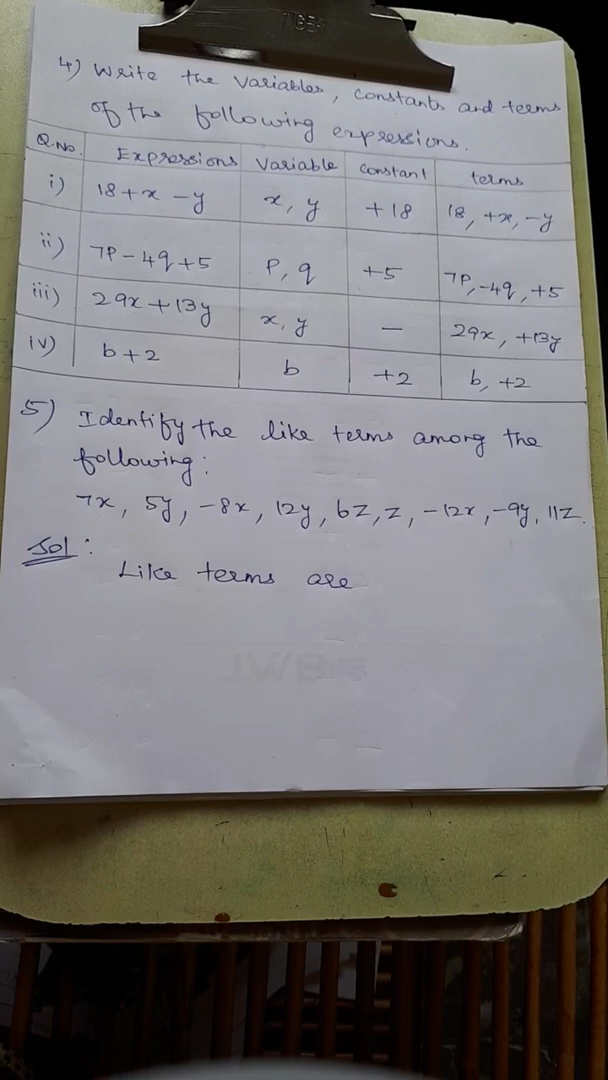 TIGER
4) Write the Variables, constants and terms
of the following expressions.
Q.No. Expressions Variable constant terms
i) 18+x-y x, y +18 18, +x, -y
ii) 7P-4q+5 P, q +5 7P, -4q, +5
iii) 29x+13y x, y — 29x, +13y
iv) b+2 b +2 b, +2
5) Identify the like terms among the
following:
7x, 5y, -8x, 12y, 6z, z, -12x, -9y, 11z.
Sol:
Like terms are